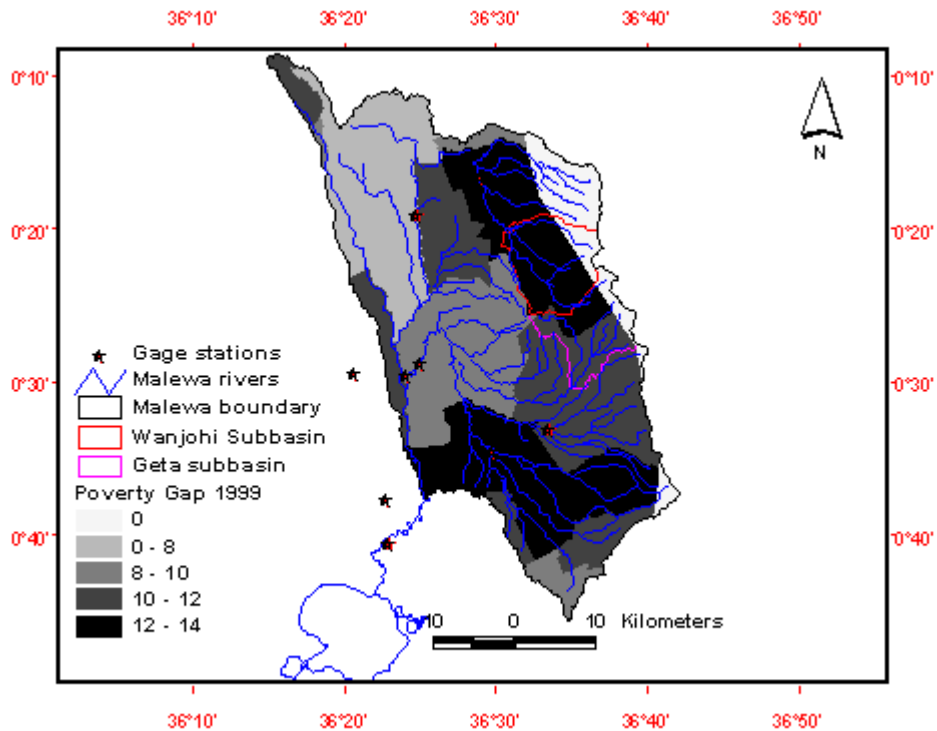 36°10' 36°20' 36°30' 36°40' 36°50'
0°10' 0°10'
N
0°20' 0°20'
Gage stations
Malewa rivers
0°30' 0°30'
Malewa boundary
Wanjohi Subbasin
Geta subbasin
Poverty Gap 1999
0
0°40' 0°40'
0 - 8
8 - 10
10 - 12
12 - 14
10 0 10 Kilometers
36°10' 36°20' 36°30' 36°40' 36°50'